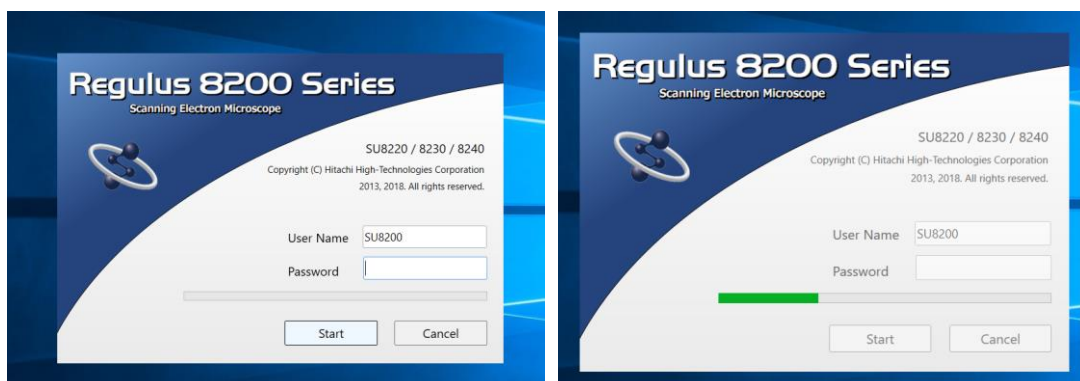 Regulus 8200 Series
Scanning Electron Microscope
SU8220 / 8230 / 8240
Copyright (C) Hitachi High-Technologies Corporation
2013, 2018. All rights reserved.
User Name SU8200
Password
Start Cancel
Regulus 8200 Series
Scanning Electron Microscope
SU8220 / 8230 / 8240
Copyright (C) Hitachi High-Technologies Corporation
2013, 2018. All rights reserved.
User Name SU8200
Password
Start Cancel